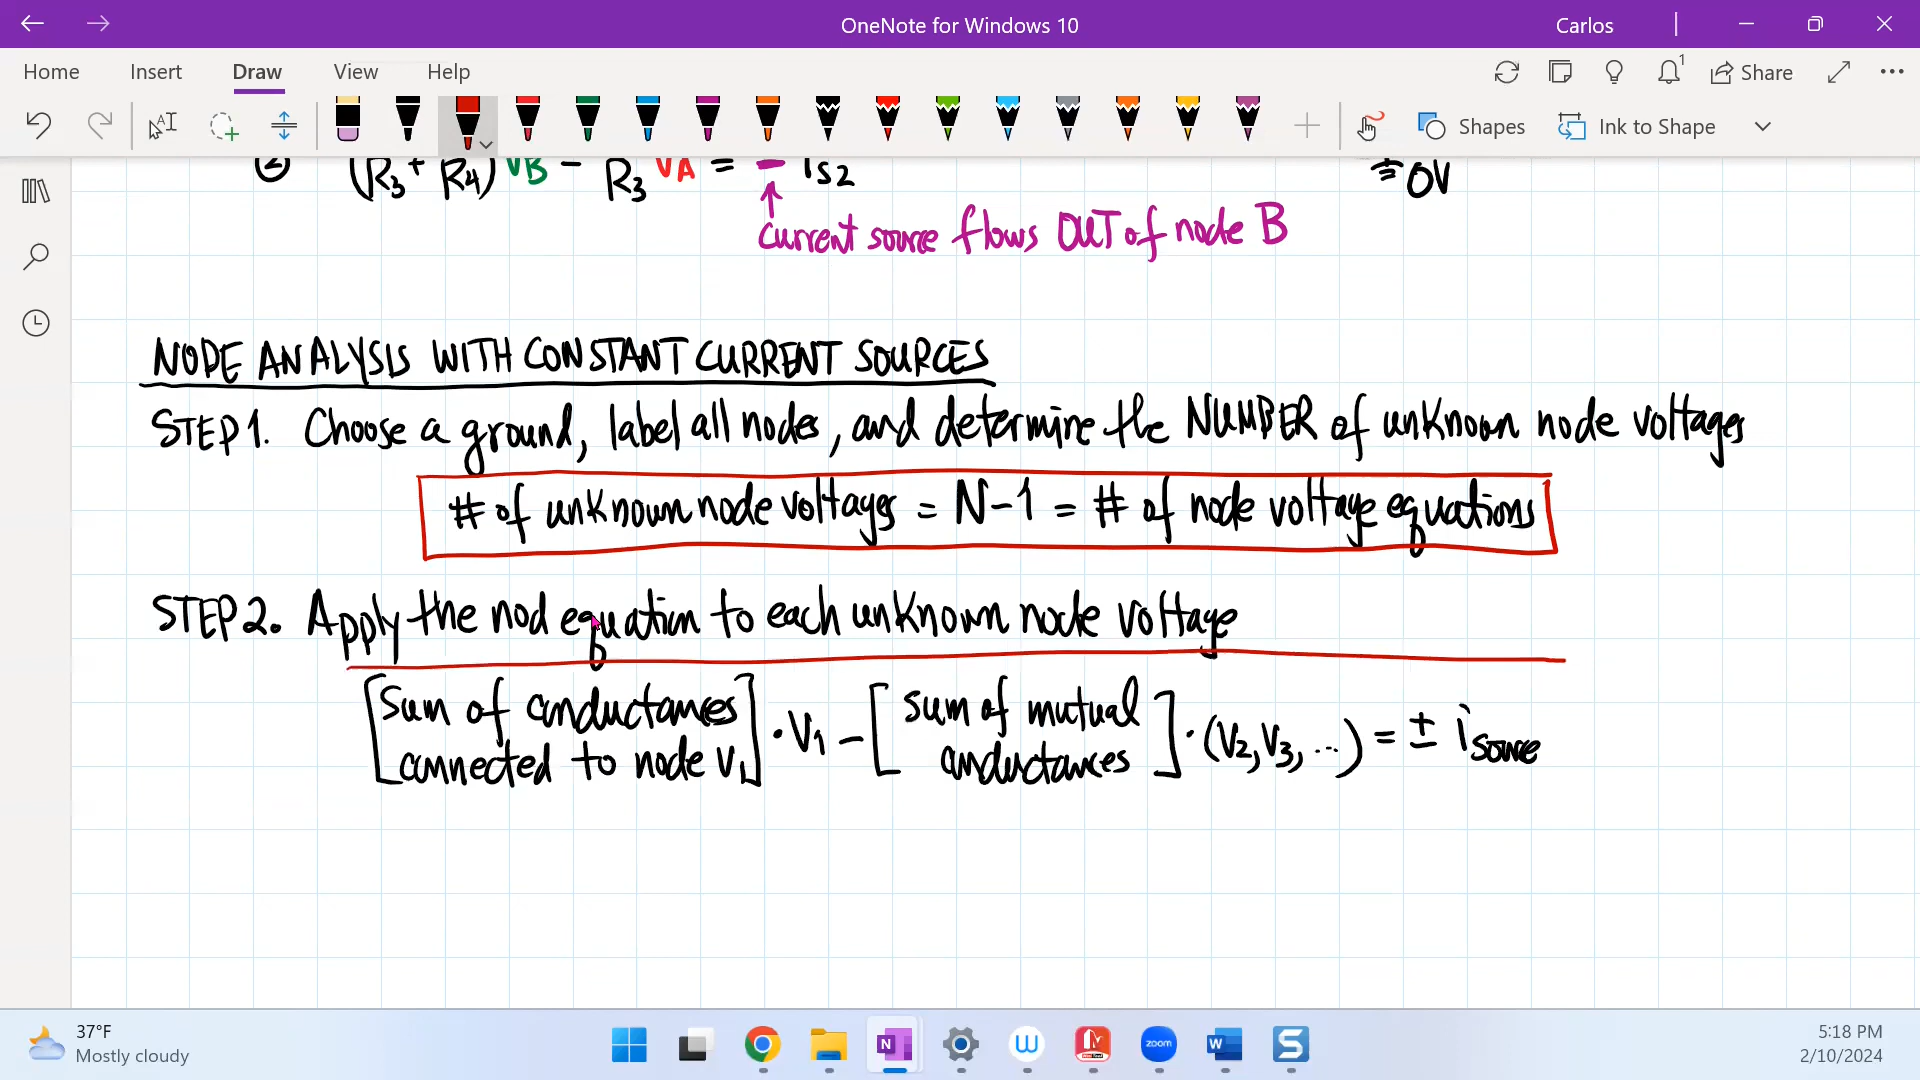 OneNote for Windows 10
Carlos
Home Insert Draw View Help
1
Share
Shapes
Ink to Shape
② (R3 + R4) VB - R3 VA = - is2
= 0V
current source flows OUT of node B
NODE ANALYSIS WITH CONSTANT CURRENT SOURCES
STEP 1. Choose a ground, label all nodes, and determine the NUMBER of unknown node voltages
# of unknown node voltages = N-1 = # of node voltage equations
STEP 2. Apply the nod equation to each unknown node voltage
[Sum of conductances connected to node V1] · V1 - [sum of mutual conductances] · (V2, V3, ...) = ± isource
37°F
Mostly cloudy
zoom
5:18 PM
2/10/2024